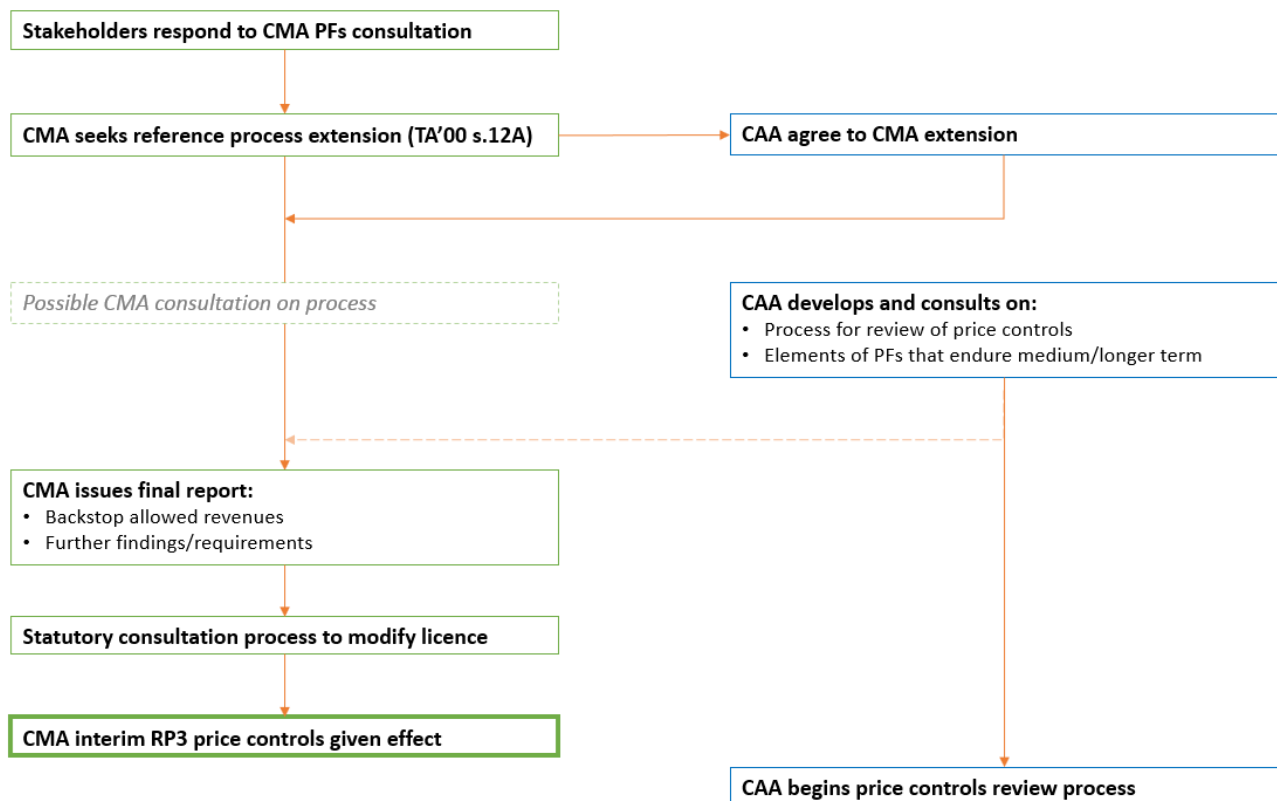 Stakeholders respond to CMA PFs consultation
CMA seeks reference process extension (TA’00 s.12A)
CAA agree to CMA extension
Possible CMA consultation on process
CAA develops and consults on:
• Process for review of price controls
• Elements of PFs that endure medium/longer term
CMA issues final report:
• Backstop allowed revenues
• Further findings/requirements
Statutory consultation process to modify licence
CMA interim RP3 price controls given effect
CAA begins price controls review process